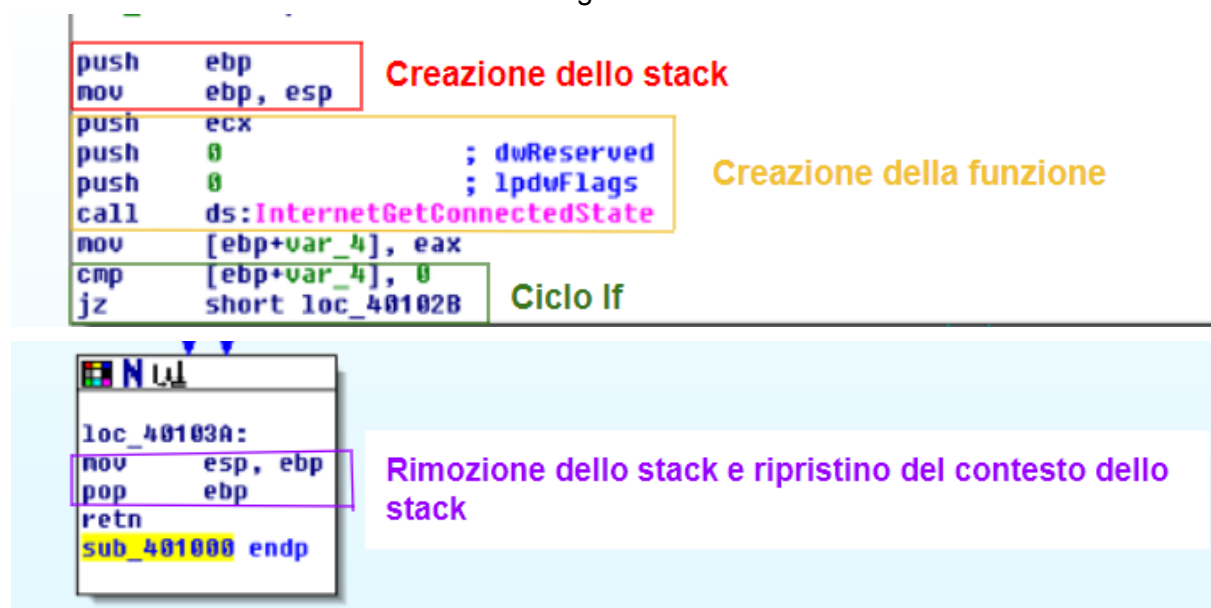 push ebp
mov ebp, esp
Creazione dello stack
push ecx
push 0 ; dwReserved
push 0 ; lpdwFlags
call ds:InternetGetConnectedState
Creazione della funzione
mov [ebp+var_4], eax
cmp [ebp+var_4], 0
jz short loc_40102B
Ciclo If
loc_40103A:
mov esp, ebp
pop ebp
retn
sub_401000 endp
Rimozione dello stack e ripristino del contesto dello
stack